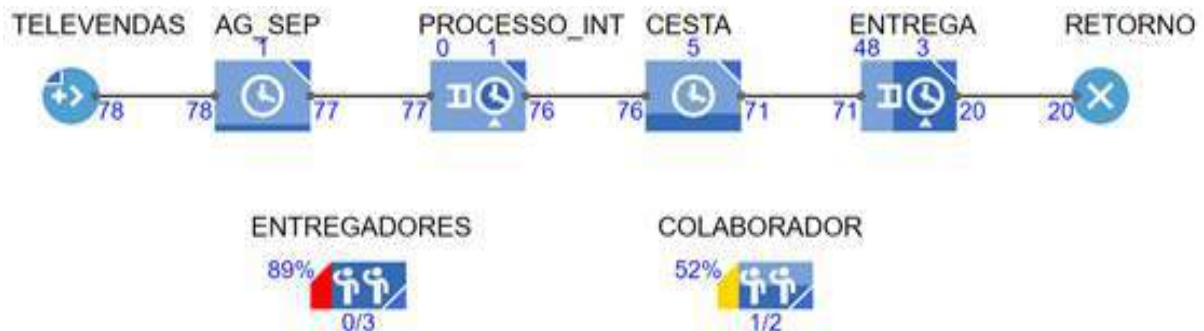 TELEVENDAS AG_SEP PROCESSO_INT CESTA ENTREGA RETORNO
1 0 1 5 48 3
78 78 77 77 76 76 71 71 20 20
ENTREGADORES COLABORADOR
89% 52%
0/3 1/2